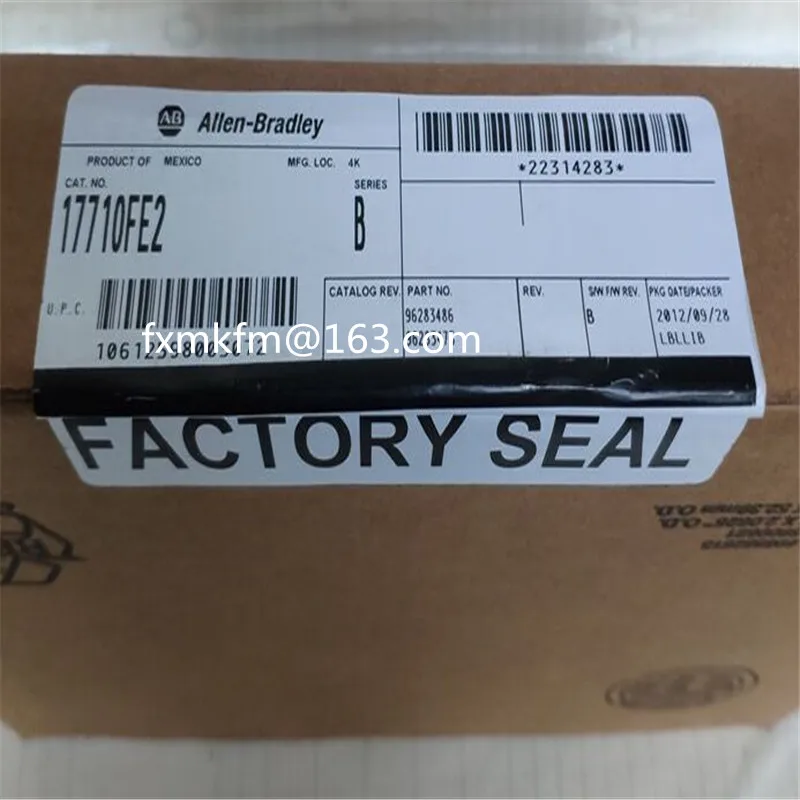 AB Allen-Bradley
PRODUCT OF MEXICO MFG. LOC. 4K
*22314283*
CAT. NO. SERIES
1771OFE2 B
U.P.C.
CATALOG REV. PART NO. REV. S/W F/W REV. PKG DATE/PACKER
96283486 B 2012/09/28
LBLLIB
fxmkfm@163.com
FACTORY SEAL